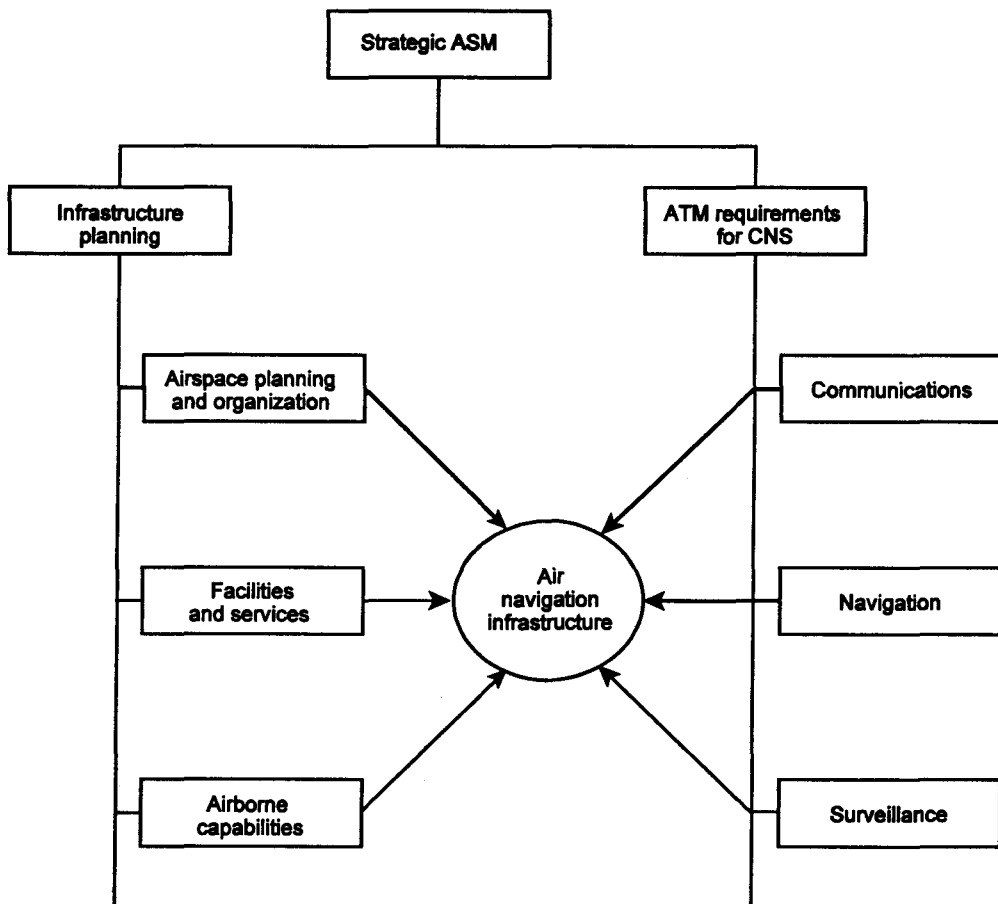 Strategic ASM
Infrastructure
planning
ATM requirements
for CNS
Airspace planning
and organization
Communications
Facilities
and services
Air
navigation
infrastructure
Navigation
Airborne
capabilities
Surveillance